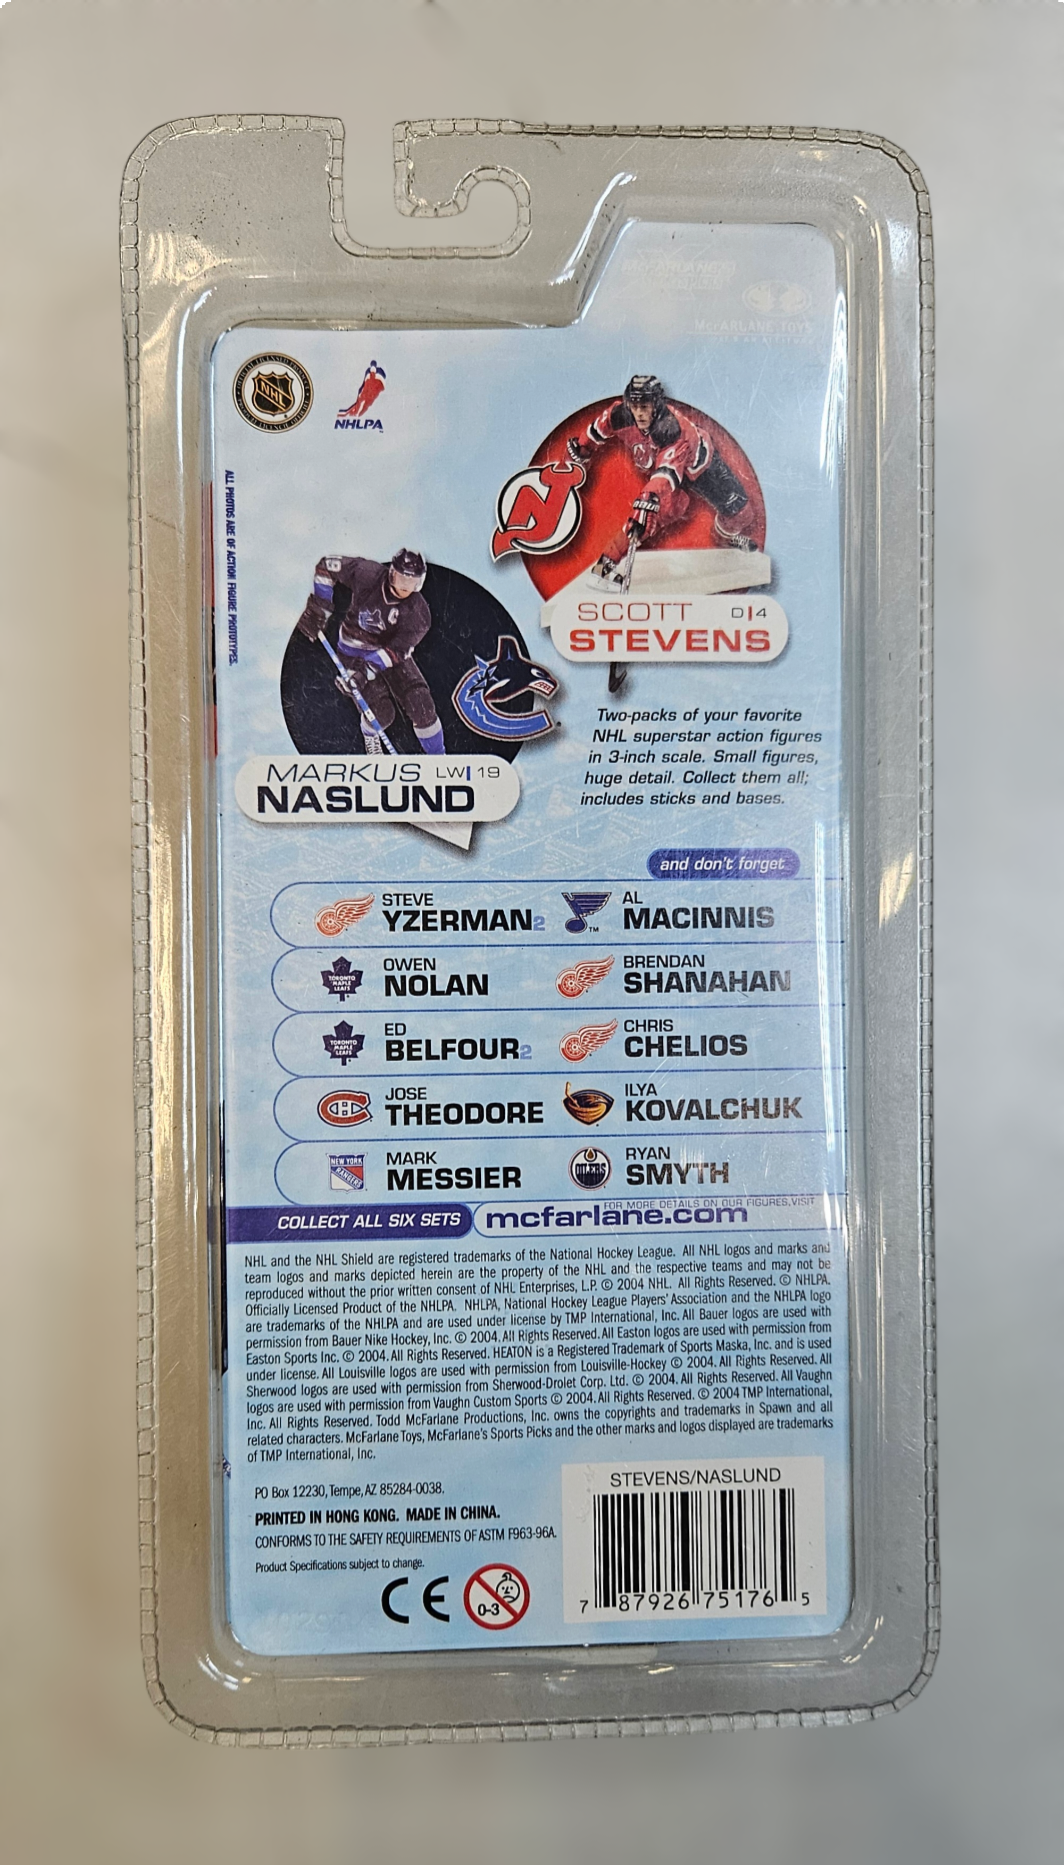 McFARLANE TOYS
OFFICIAL LICENSED PRODUCT
NHL
NHLPA
ALL PHOTOS ARE OF ACTION FIGURE PROTOTYPES.
SCOTT D|4
STEVENS
MARKUS LW|19
NASLUND
Two-packs of your favorite
NHL superstar action figures
in 3-inch scale. Small figures,
huge detail. Collect them all;
includes sticks and bases.
and don't forget
STEVE YZERMAN2
AL MACINNIS
TORONTO MAPLE LEAFS
OWEN NOLAN
BRENDAN SHANAHAN
TORONTO MAPLE LEAFS
ED BELFOUR2
CHRIS CHELIOS
JOSE THEODORE
ILYA KOVALCHUK
NEW YORK RANGERS
MARK MESSIER
OILERS
RYAN SMYTH
FOR MORE DETAILS ON OUR FIGURES, VISIT
COLLECT ALL SIX SETS mcfarlane.com
NHL and the NHL Shield are registered trademarks of the National Hockey League. All NHL logos and marks and
team logos and marks depicted herein are the property of the NHL and the respective teams and may not be
reproduced without the prior written consent of NHL Enterprises, L.P. © 2004 NHL. All Rights Reserved. © NHLPA.
Officially Licensed Product of the NHLPA. NHLPA, National Hockey League Players' Association and the NHLPA logo
are trademarks of the NHLPA and are used under license by TMP International, Inc. All Bauer logos are used with
permission from Bauer Nike Hockey, Inc. © 2004. All Rights Reserved. All Easton logos are used with permission from
Easton Sports Inc. © 2004. All Rights Reserved. HEATON is a Registered Trademark of Sports Maska, Inc. and is used
under license. All Louisville logos are used with permission from Louisville-Hockey © 2004. All Rights Reserved. All
Sherwood logos are used with permission from Sherwood-Drolet Corp. Ltd. © 2004. All Rights Reserved. All Vaughn
logos are used with permission from Vaughn Custom Sports © 2004. All Rights Reserved. © 2004 TMP International,
Inc. All Rights Reserved. Todd McFarlane Productions, Inc. owns the copyrights and trademarks in Spawn and all
related characters. McFarlane Toys, McFarlane's Sports Picks and the other marks and logos displayed are trademarks
of TMP International, Inc.
PO Box 12230, Tempe, AZ 85284-0038.
PRINTED IN HONG KONG. MADE IN CHINA.
CONFORMS TO THE SAFETY REQUIREMENTS OF ASTM F963-96A.
Product Specifications subject to change.
CE
0-3
STEVENS/NASLUND
7 87926 75176 5